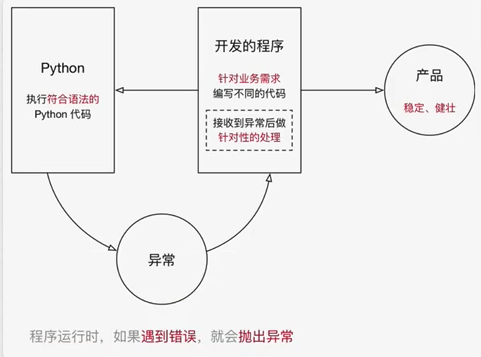 Python
执行符合语法的
Python 代码
开发的程序
针对业务需求
编写不同的代码
接收到异常后做
针对性的处理
产品
稳定、健壮
异常
程序运行时，如果遇到错误，就会抛出异常